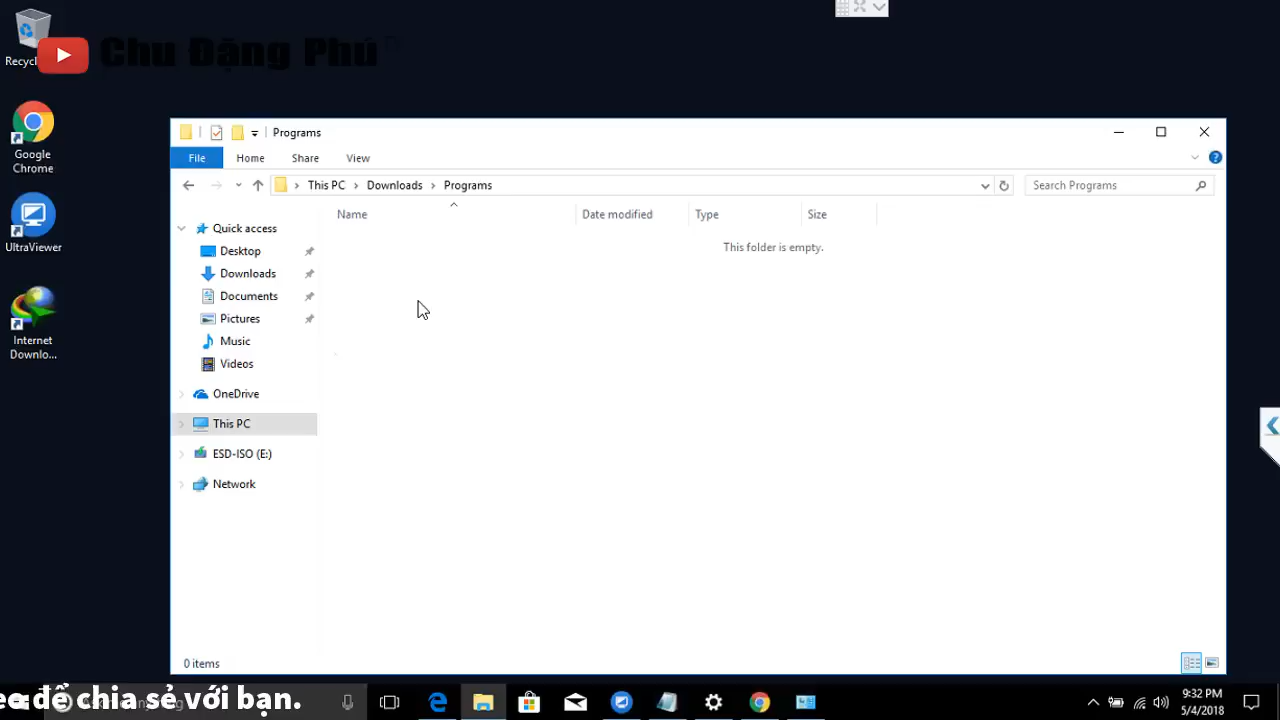 Recycl
Chu Đặng Phú
Google
Chrome
UltraViewer
Internet
Downlo...
Programs
File
Home
Share
View
This PC
Downloads
Programs
Search Programs
Name
Date modified
Type
Size
This folder is empty.
Quick access
Desktop
Downloads
Documents
Pictures
Music
Videos
OneDrive
This PC
ESD-ISO (E:)
Network
0 items
eo để chia sẻ với bạn.
9:32 PM
5/4/2018